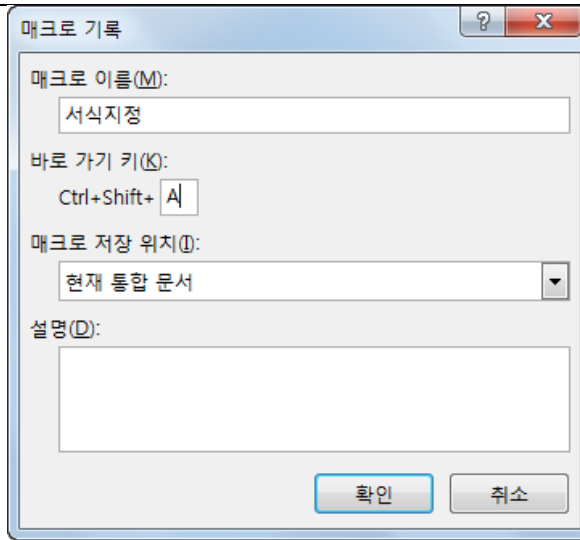 매크로 기록
매크로 이름(M):
서식지정
바로 가기 키(K):
Ctrl+Shift+ A
매크로 저장 위치(I):
현재 통합 문서
설명(D):
확인 취소